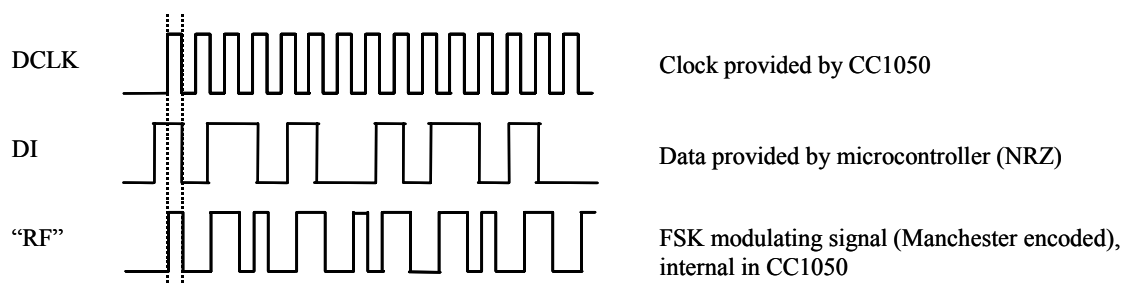 DCLK
Clock provided by CC1050
DI
Data provided by microcontroller (NRZ)
“RF”
FSK modulating signal (Manchester encoded),
internal in CC1050